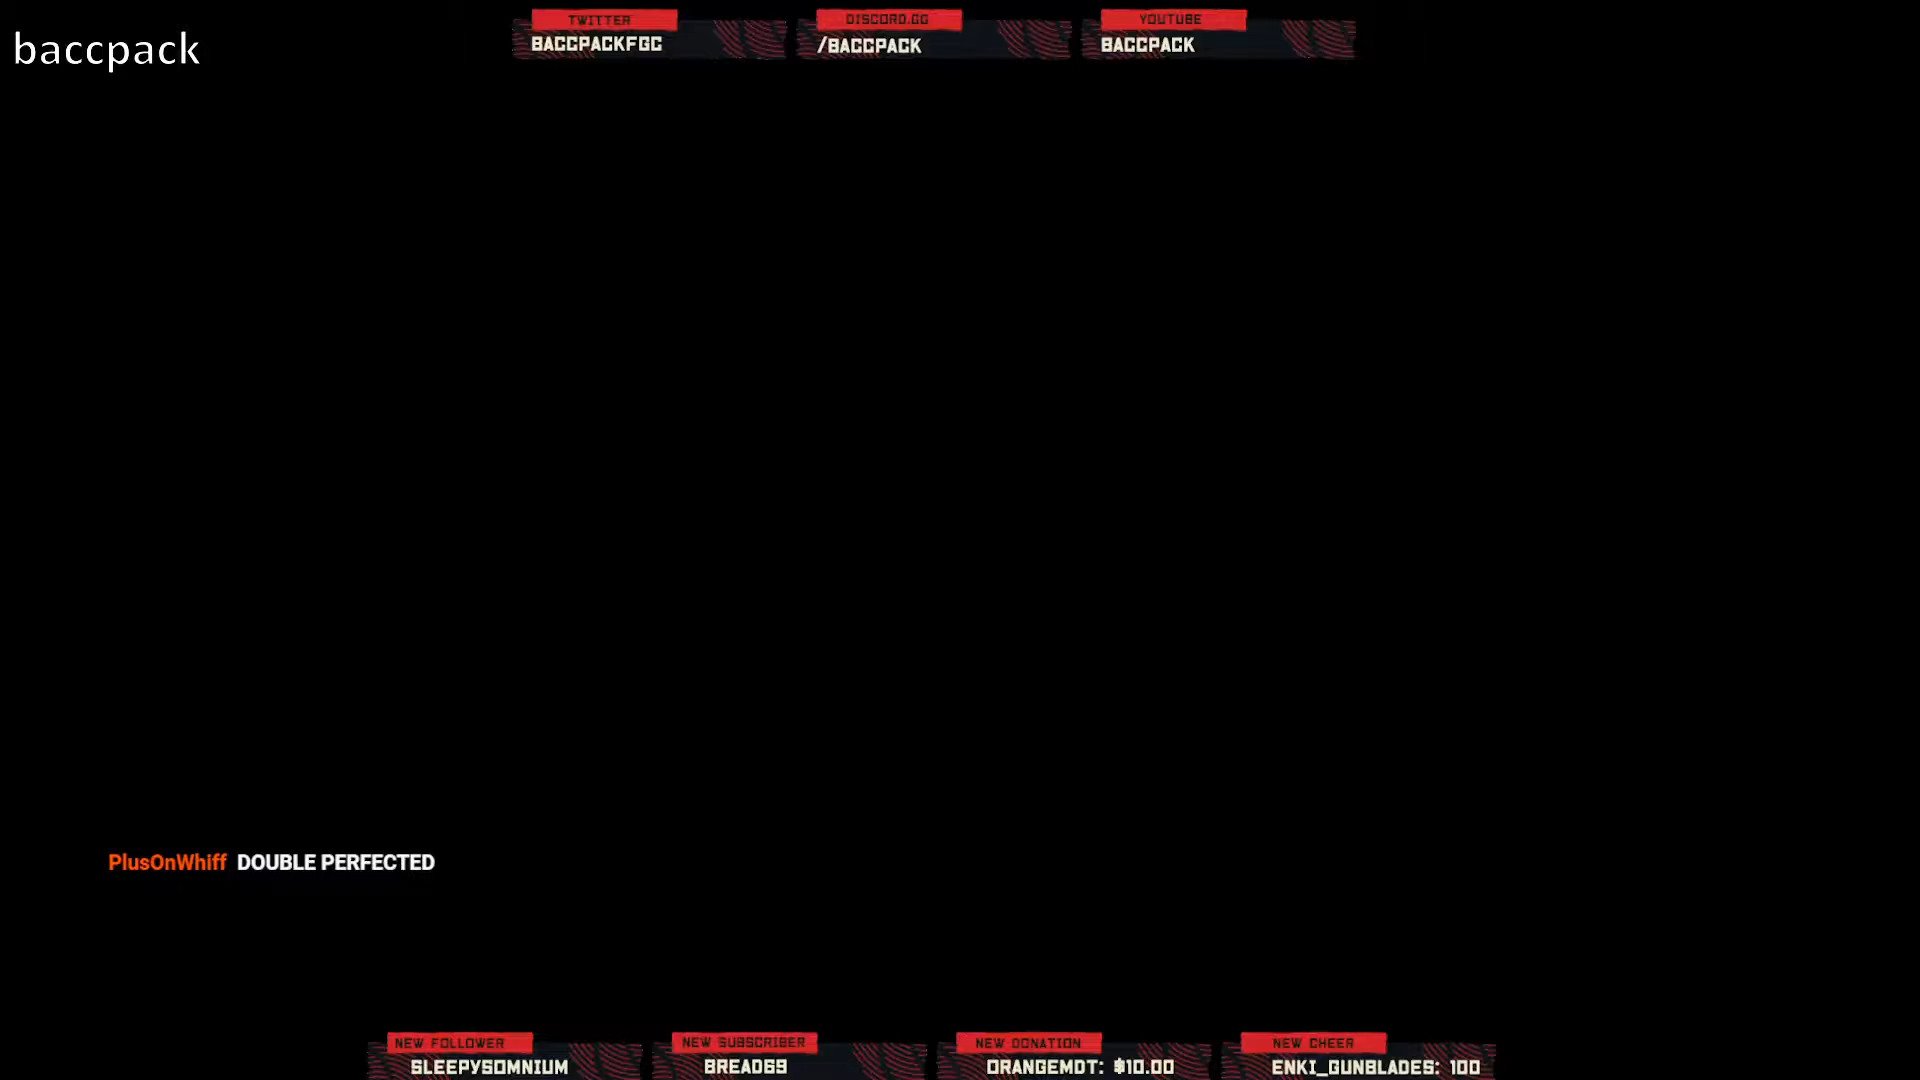 baccpack
TWITTER
BACCPACKFGC
DISCORD.GG
/BACCPACK
YOUTUBE
BACCPACK
PlusOnWhiff DOUBLE PERFECTED
NEW FOLLOWER
SLEEPYSOMNIUM
NEW SUBSCRIBER
BREAD69
NEW DONATION
ORANGEMDT: $10.00
NEW CHEER
ENKI_GUNBLADES: 100